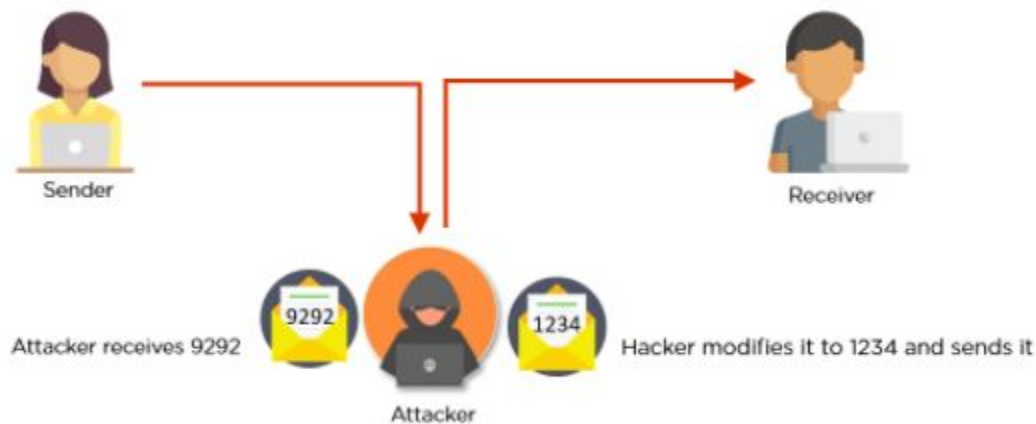 Sender
Receiver
9292
1234
Attacker receives 9292
Hacker modifies it to 1234 and sends it
Attacker